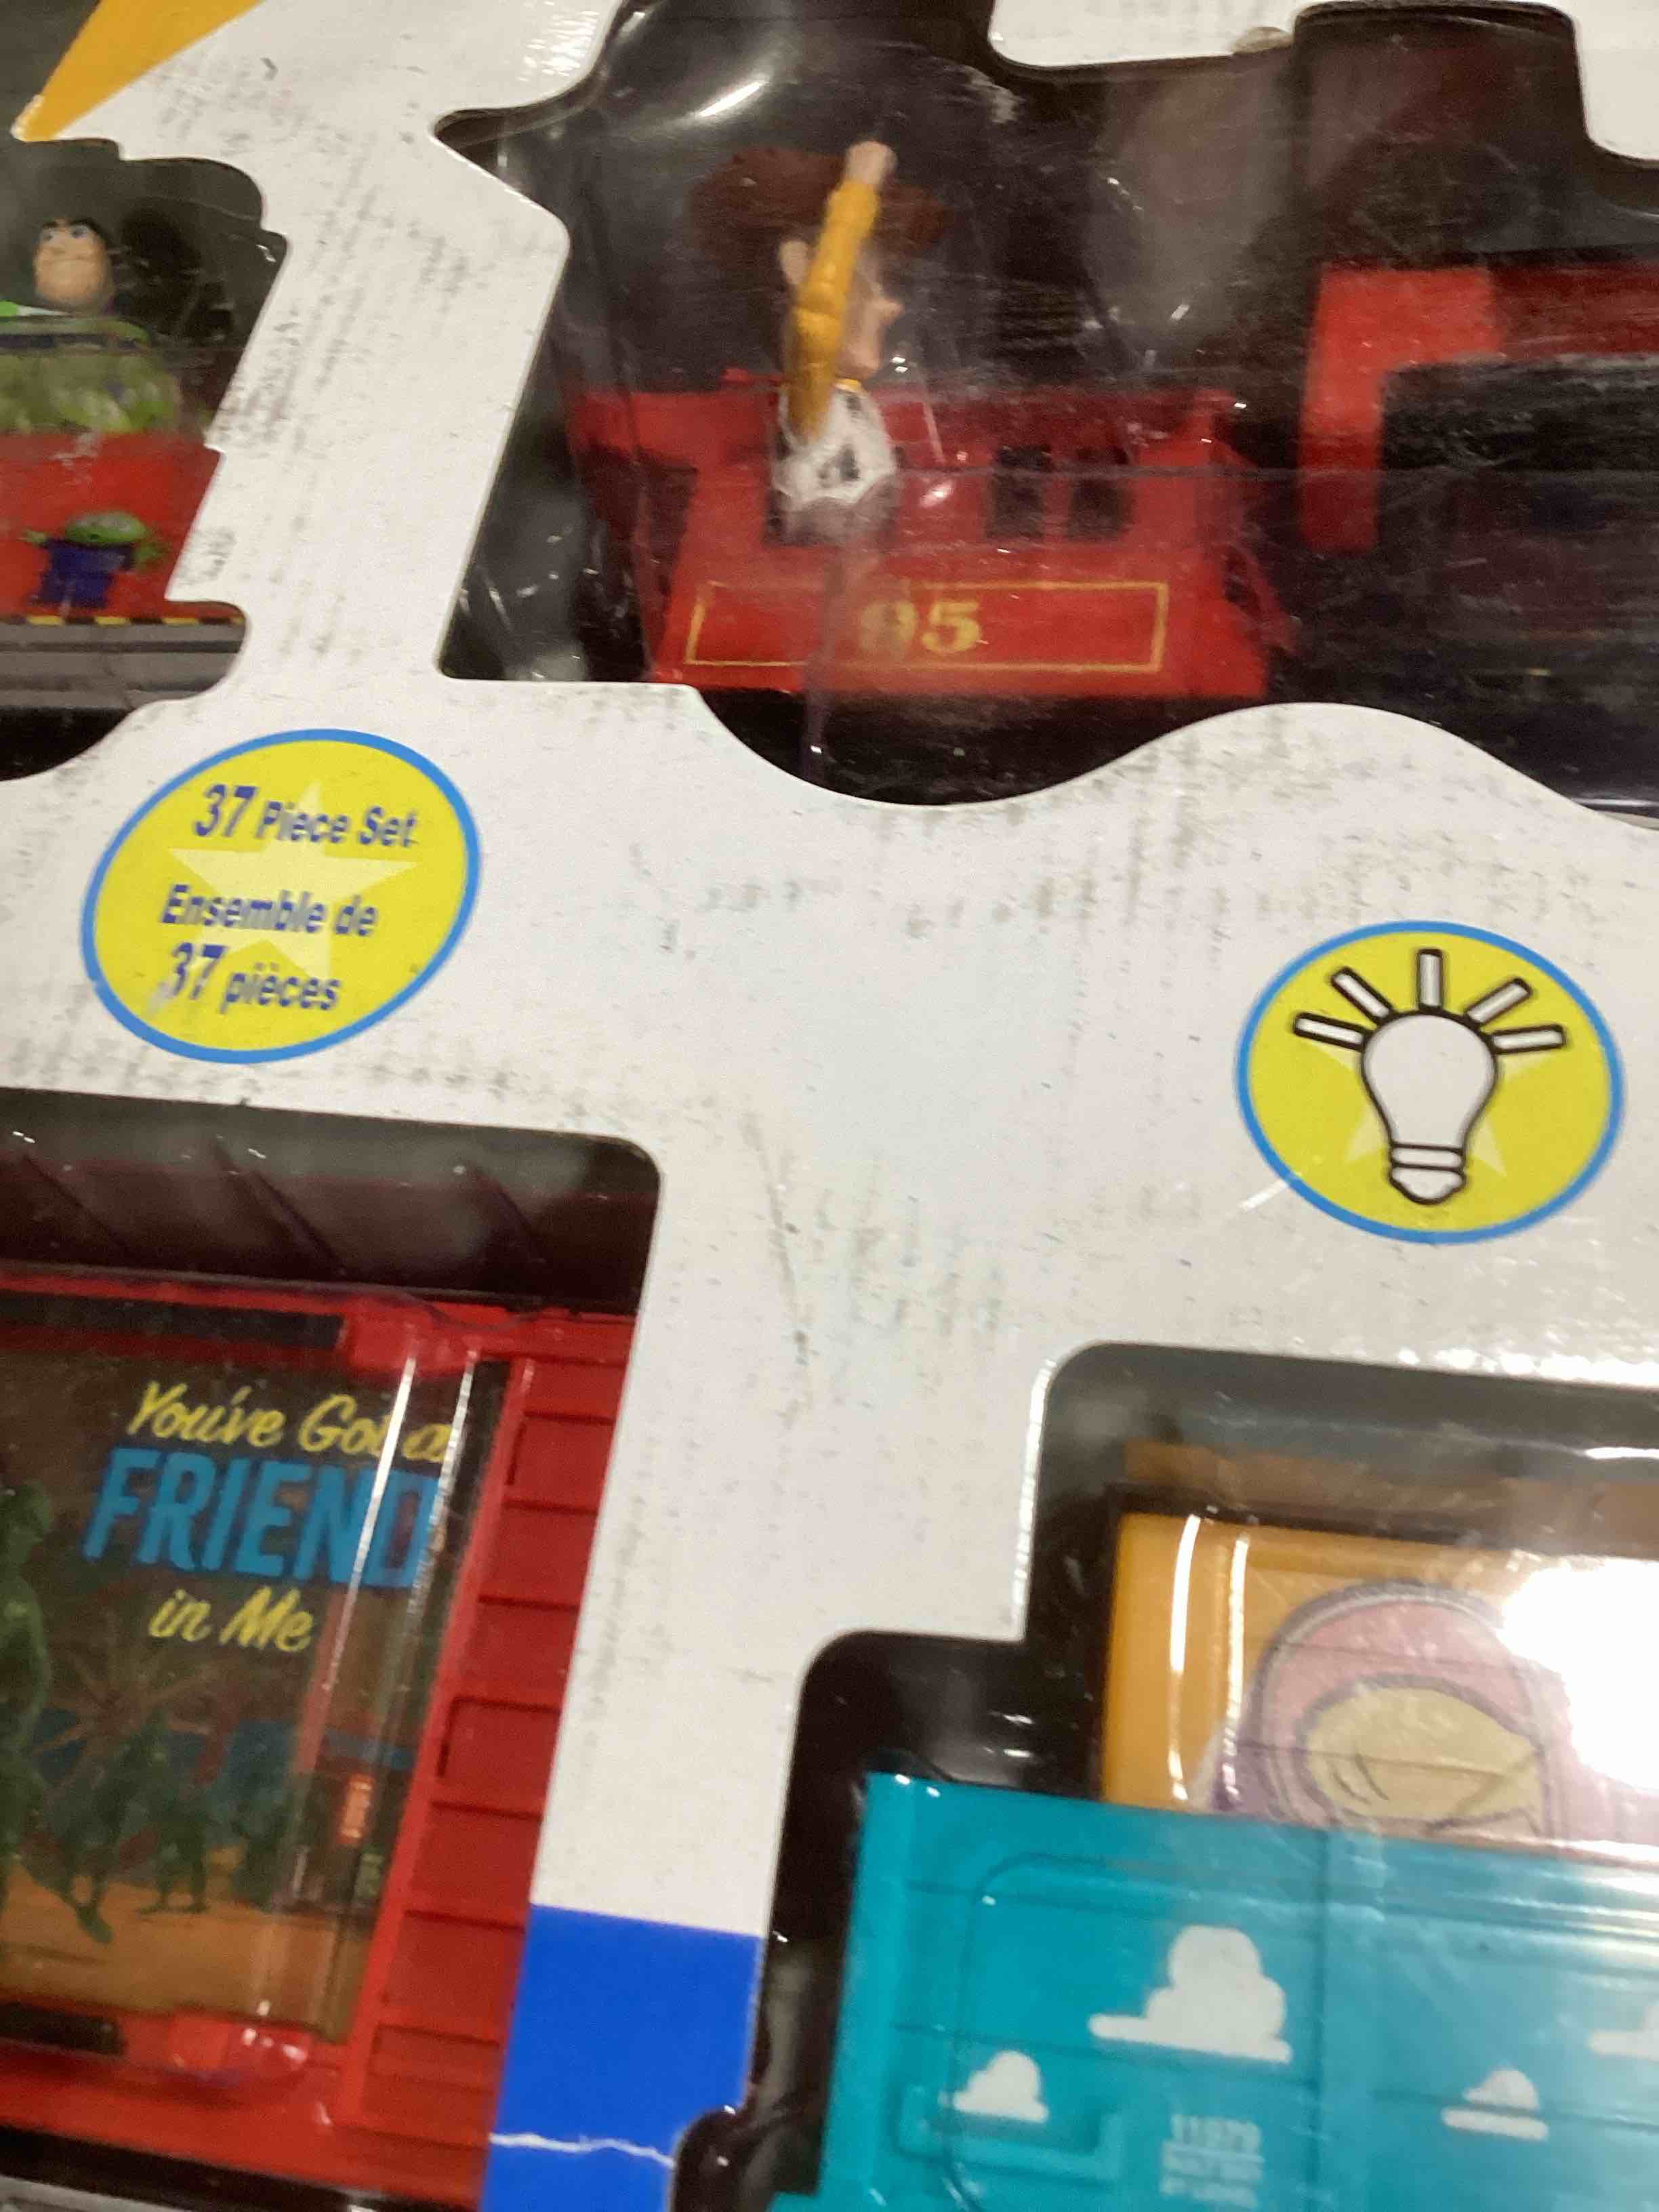 95
37 Piece Set
Ensemble de
37 pièces
You've Got a
FRIEND
in Me